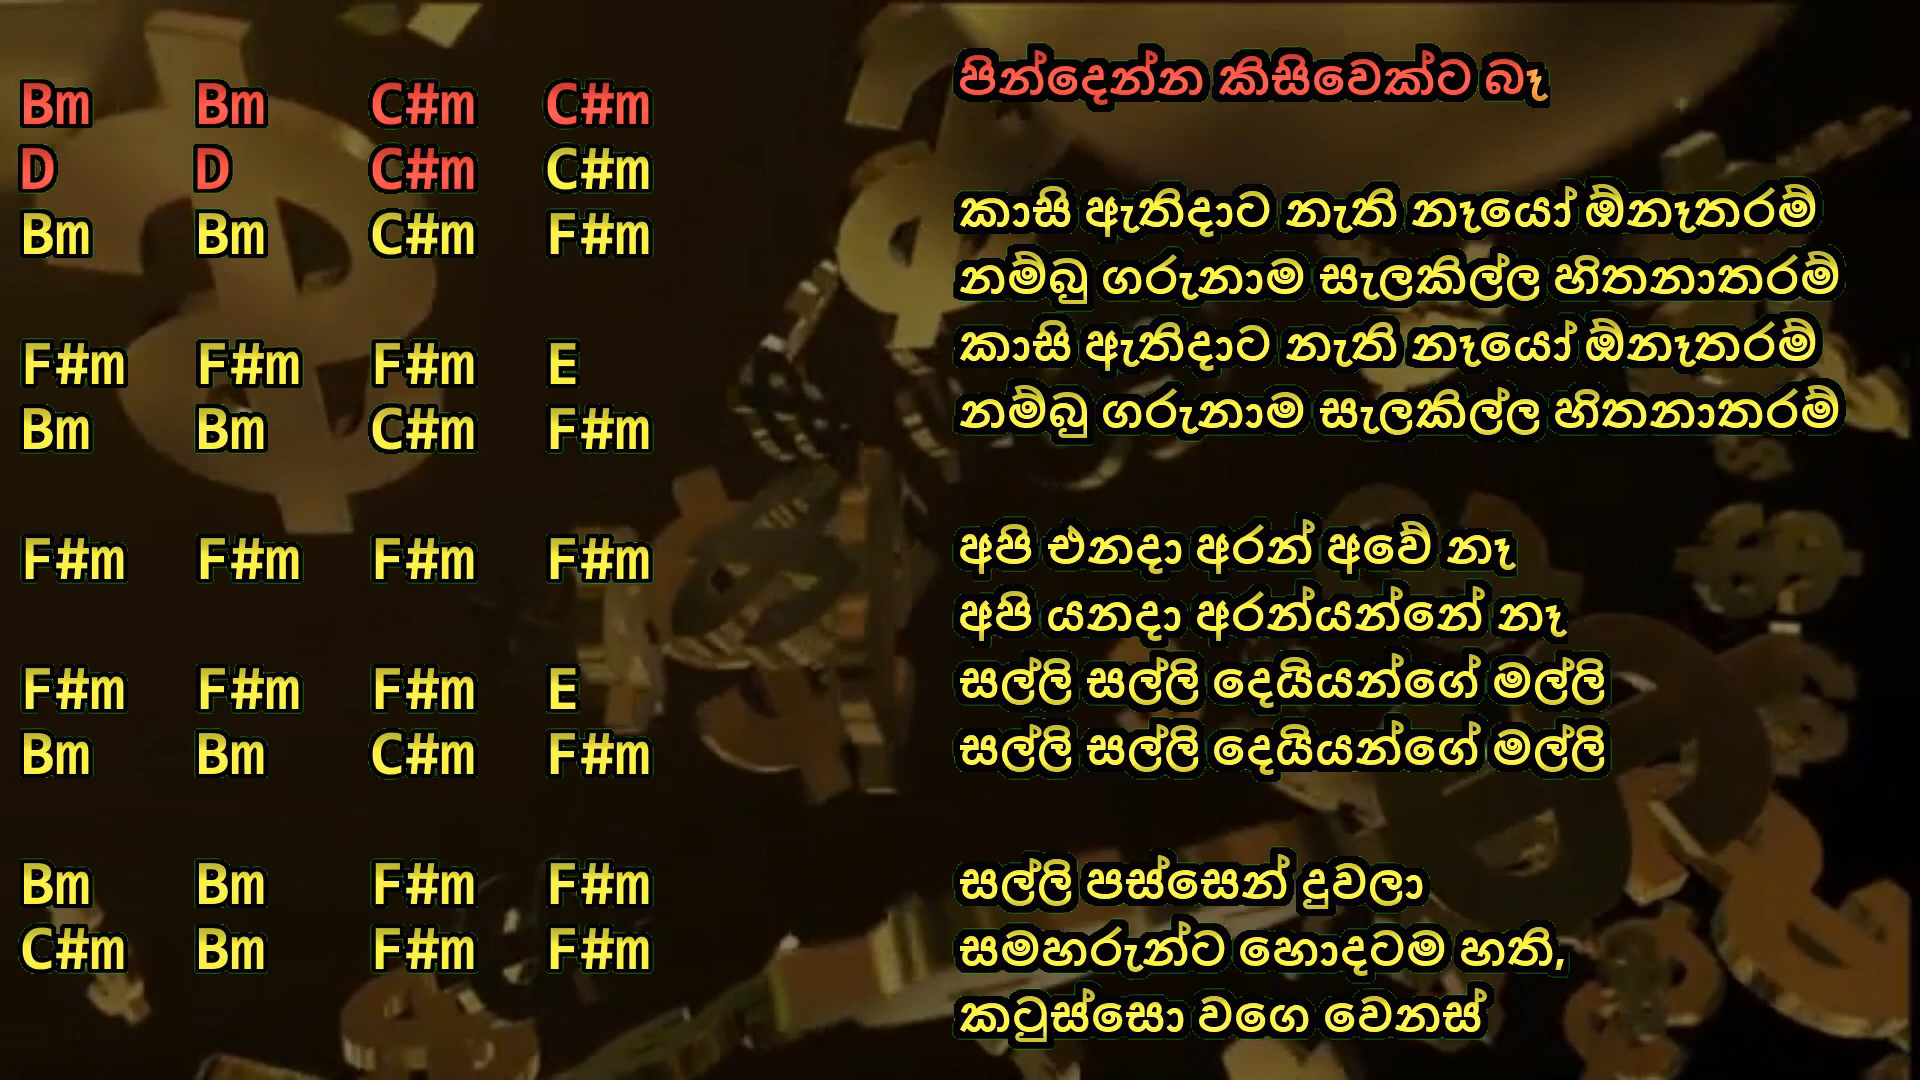 Bm Bm C#m C#m
D D C#m C#m
Bm Bm C#m F#m
F#m F#m F#m E
Bm Bm C#m F#m
F#m F#m F#m F#m
F#m F#m F#m E
Bm Bm C#m F#m
Bm Bm F#m F#m
C#m Bm F#m F#m
පින්දෙන්න කිසිවෙක්ට බෑ
කාසි ඇතිදාට නැති නෑයෝ ඕනෑතරම්
නම්බු ගරුනාම සැලකිල්ල හිතනාතරම්
කාසි ඇතිදාට නැති නෑයෝ ඕනෑතරම්
නම්බු ගරුනාම සැලකිල්ල හිතනාතරම්
අපි එනදා අරන් අවේ නෑ
අපි යනදා අරන්යන්නේ නෑ
සල්ලි සල්ලි දෙයියන්ගේ මල්ලි
සල්ලි සල්ලි දෙයියන්ගේ මල්ලි
සල්ලි පස්සෙන් දුවලා
සමහරුන්ට හොදටම හති,
කටුස්සො වගෙ වෙනස්